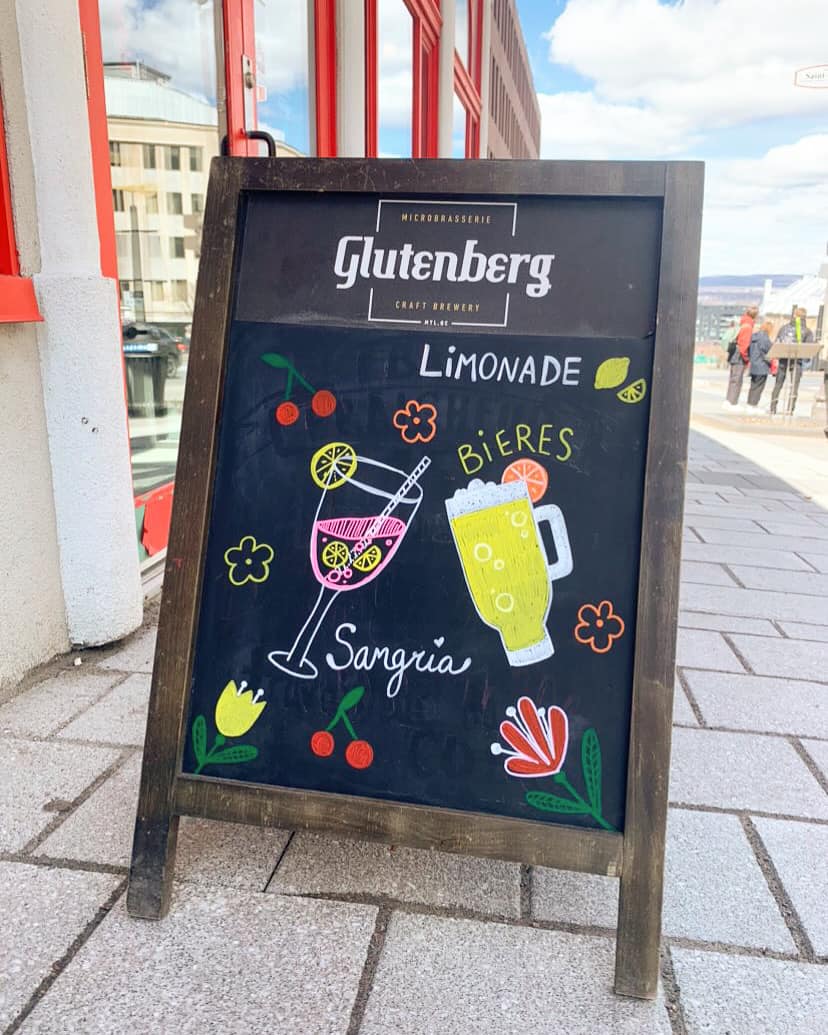 MICROBRASSERIE
Glutenberg
CRAFT BREWERY
MTL.QC
LiMONADE
BiERES
Sangria